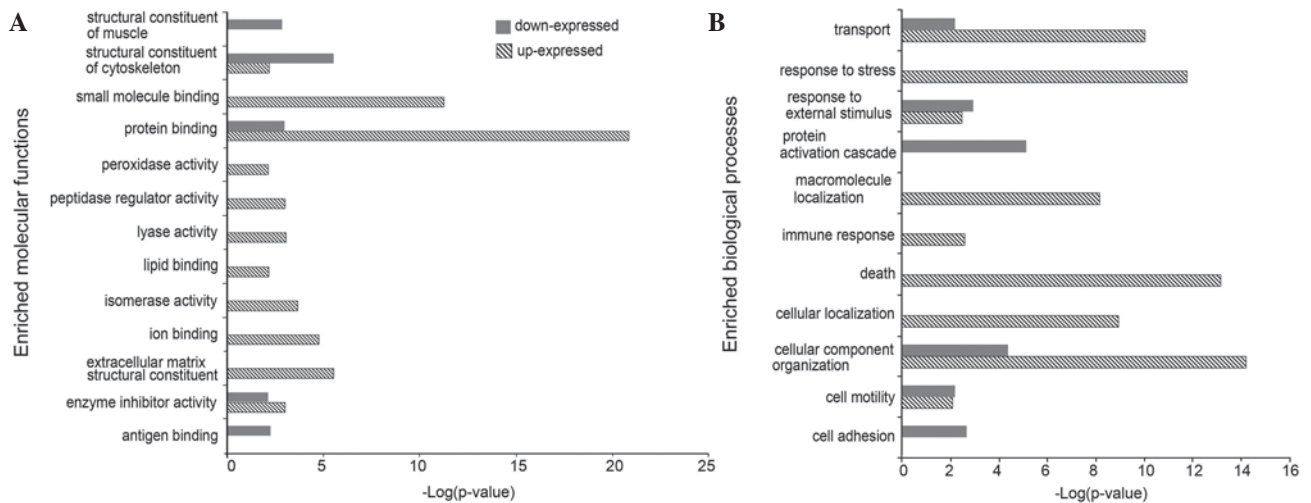 A
Enriched molecular functions
structural constituent
of muscle
structural constituent
of cytoskeleton
small molecule binding
protein binding
peroxidase activity
peptidase regulator activity
lyase activity
lipid binding
isomerase activity
ion binding
extracellular matrix
structural constituent
enzyme inhibitor activity
antigen binding
down-expressed
up-expressed
0 5 10 15 20 25
-Log(p-value)
B
Enriched biological processes
transport
response to stress
response to
external stimulus
protein
activation cascade
macromolecule
localization
immune response
death
cellular localization
cellular component
organization
cell motility
cell adhesion
0 2 4 6 8 10 12 14 16
-Log(p-value)